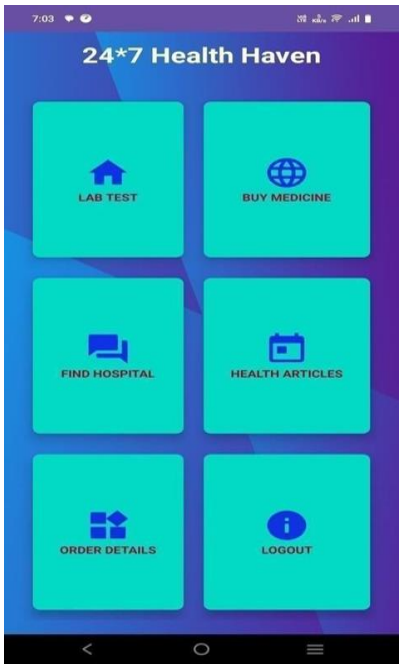 7:03
24*7 Health Haven
LAB TEST
BUY MEDICINE
FIND HOSPITAL
HEALTH ARTICLES
ORDER DETAILS
LOGOUT